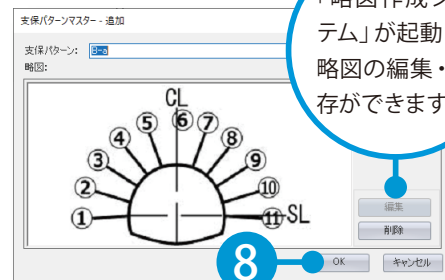 「略図作成シ
テム」が起動
略図の編集・
存ができます
支保パターンマスター - 追加
支保パターン: B-a
略図:
CL
① ② ③ ④ ⑤ ⑥ ⑦ ⑧ ⑨ ⑩ ⑪ SL
編集
削除
8
OK キャンセル